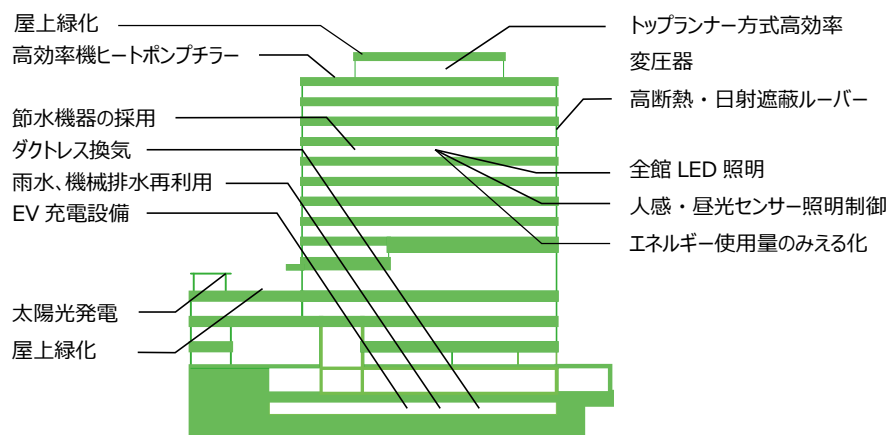 屋上緑化
高効率機ヒートポンプチラー
節水機器の採用
ダクトレス換気
雨水、機械排水再利用
EV 充電設備
太陽光発電
屋上緑化
トップランナー方式高効率
変圧器
高断熱・日射遮蔽ルーバー
全館 LED 照明
人感・昼光センサー照明制御
エネルギー使用量のみえる化